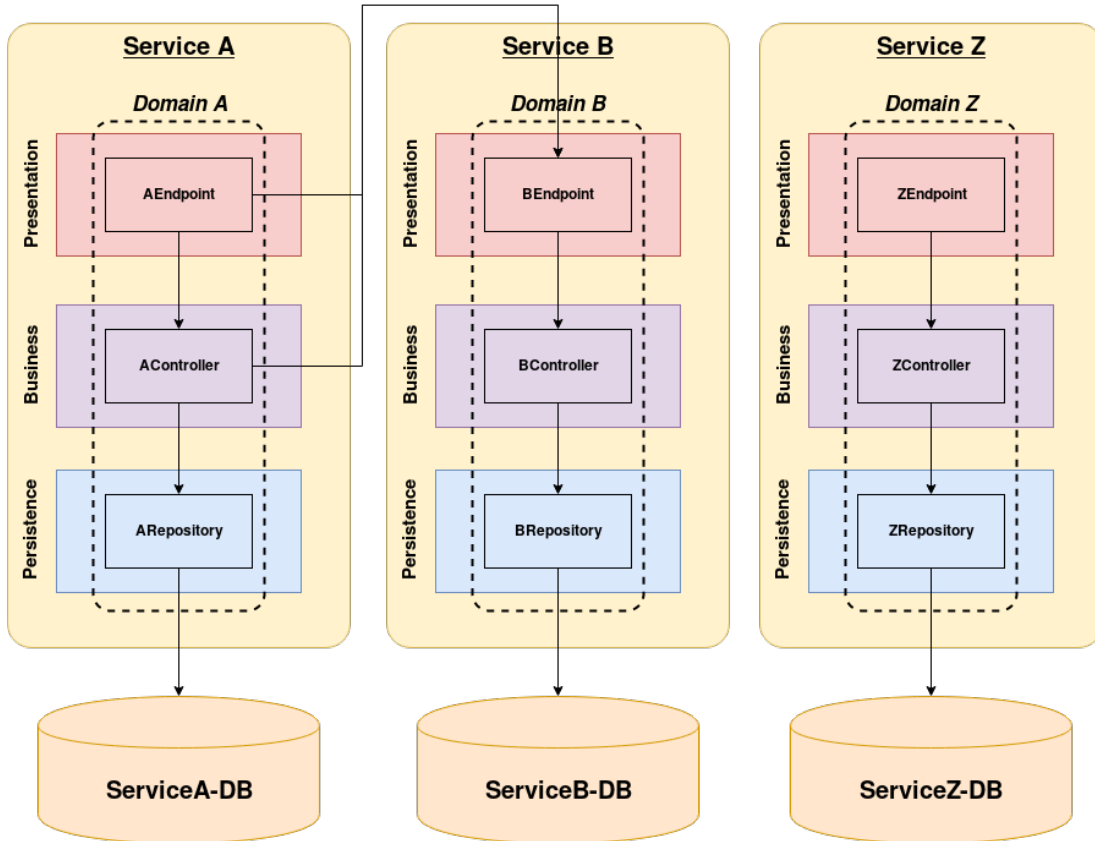 Service A
Domain A
Presentation
AEndpoint
Business
AController
Persistence
ARepository
ServiceA-DB
Service B
Domain B
Presentation
BEndpoint
Business
BController
Persistence
BRepository
ServiceB-DB
Service Z
Domain Z
Presentation
ZEndpoint
Business
ZController
Persistence
ZRepository
ServiceZ-DB